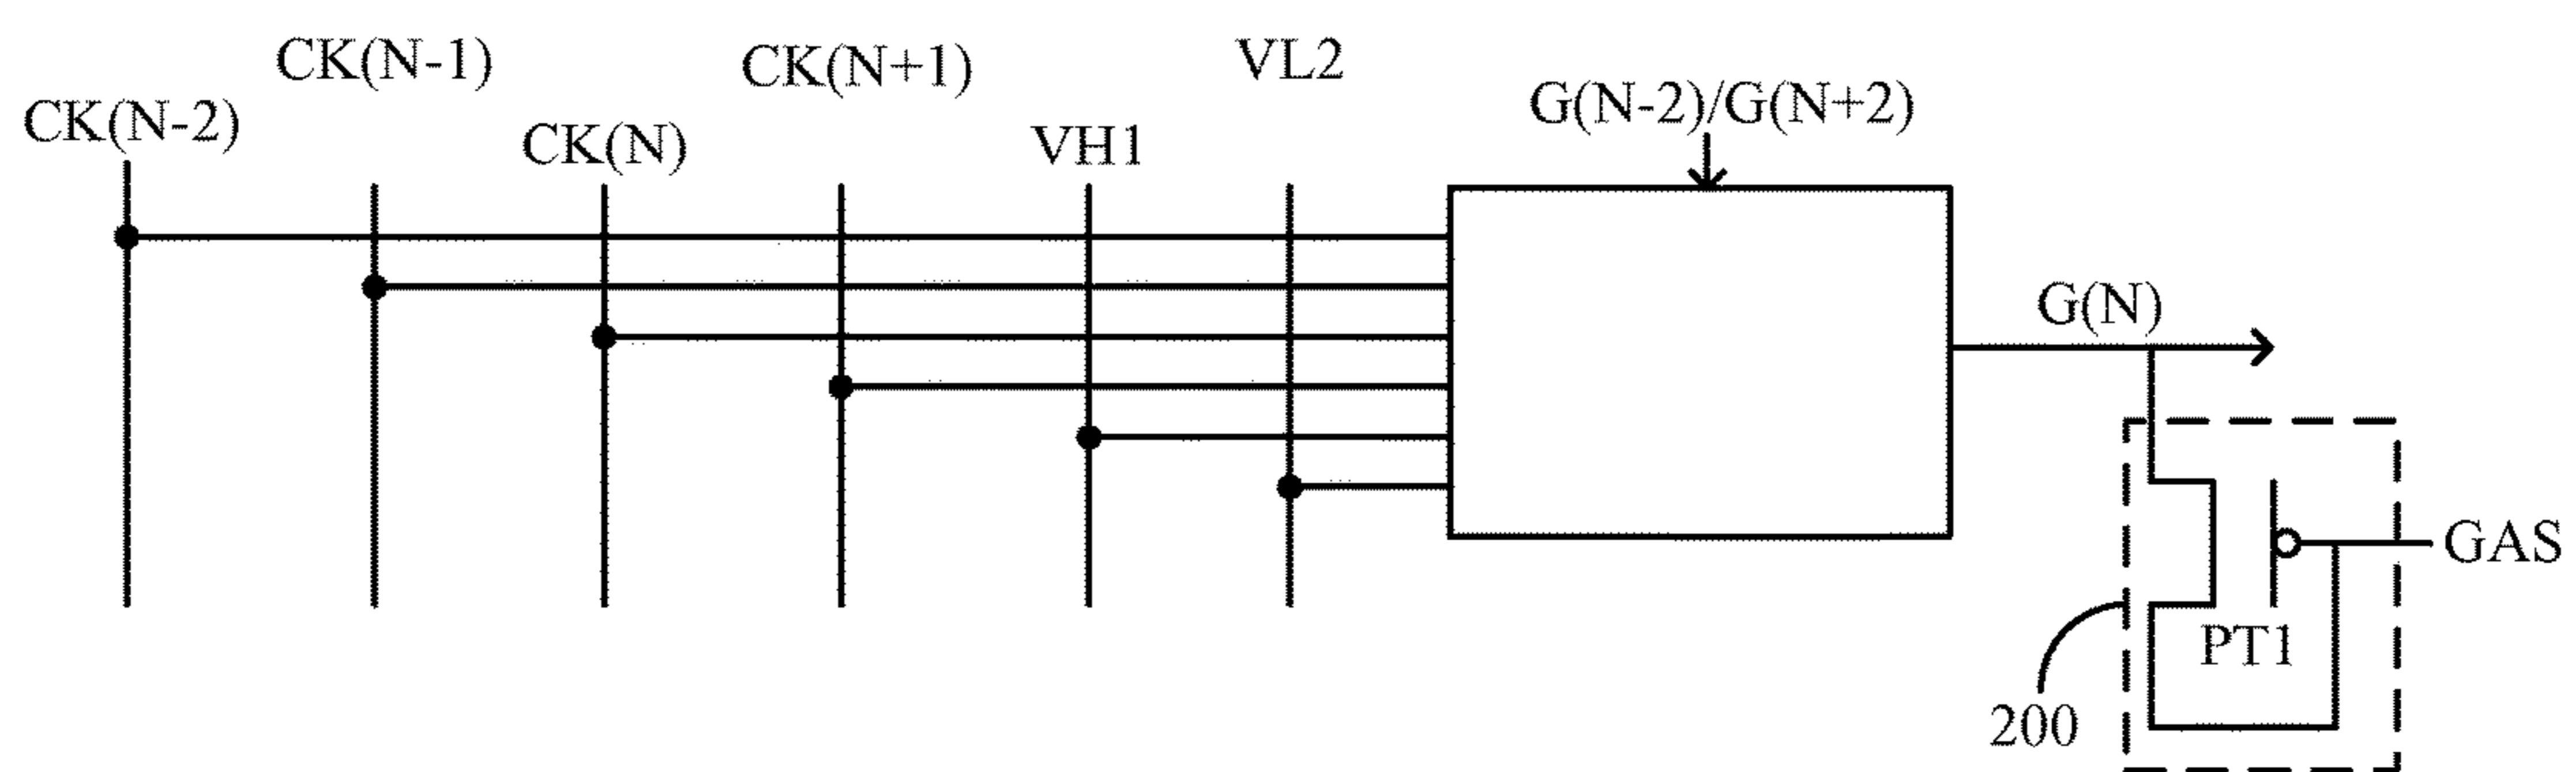 CK(N-2)
CK(N-1)
CK(N)
CK(N+1)
VH1
VL2
G(N-2)/G(N+2)
G(N)
GAS
PT1
200